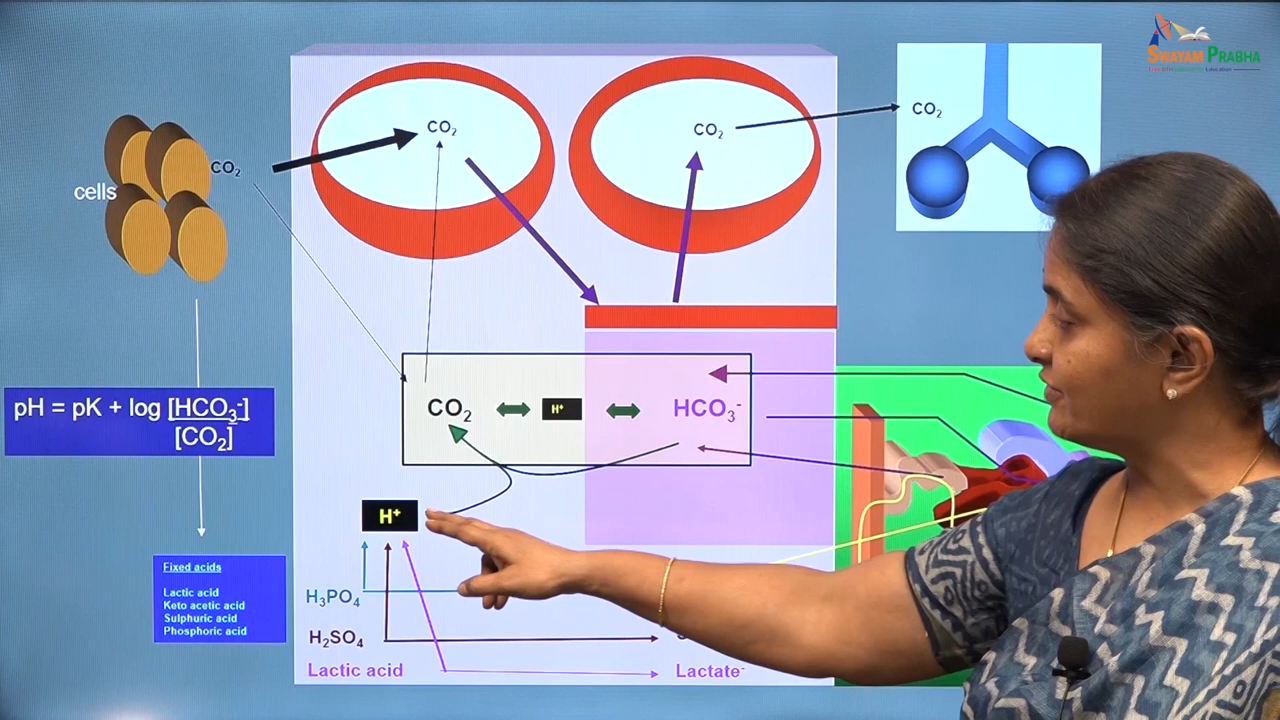 SWAYAM PRABHA
CO₂
CO₂
CO₂
CO₂
cells
pH = pK + log [HCO₃⁻]
[CO₂]
CO₂
H⁺
HCO₃⁻
H⁺
Fixed acids
Lactic acid
Keto acetic acid
Sulphuric acid
Phosphoric acid
H₃PO₄
H₂SO₄
Lactic acid
Lactate⁻